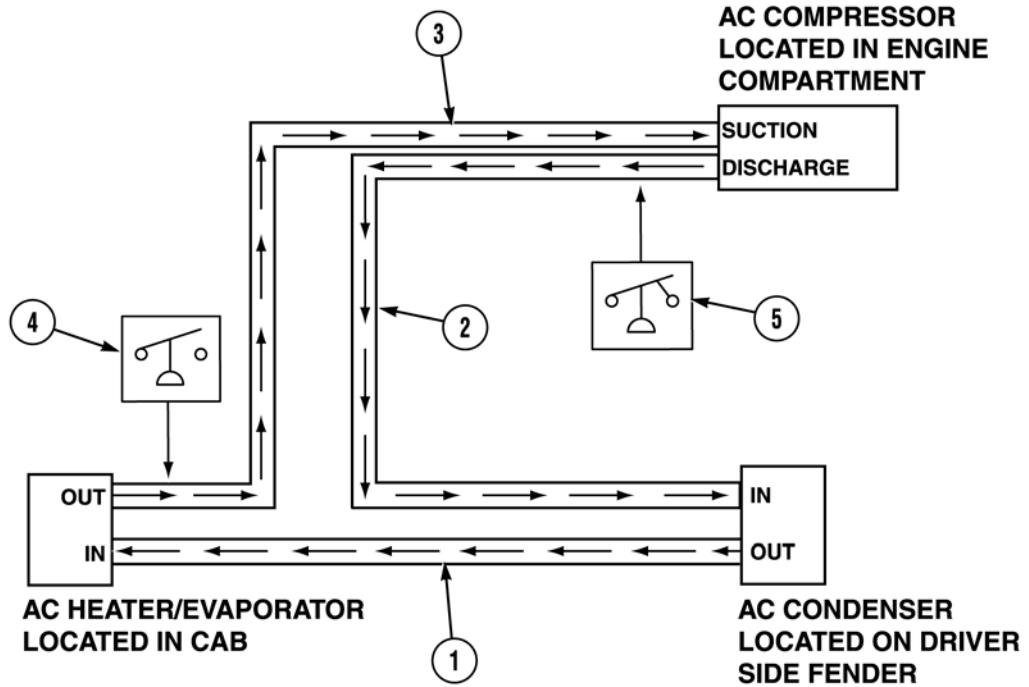 3
AC COMPRESSOR
LOCATED IN ENGINE
COMPARTMENT
SUCTION
DISCHARGE
4
2
5
OUT
IN
IN
OUT
AC HEATER/EVAPORATOR
LOCATED IN CAB
1
AC CONDENSER
LOCATED ON DRIVER
SIDE FENDER